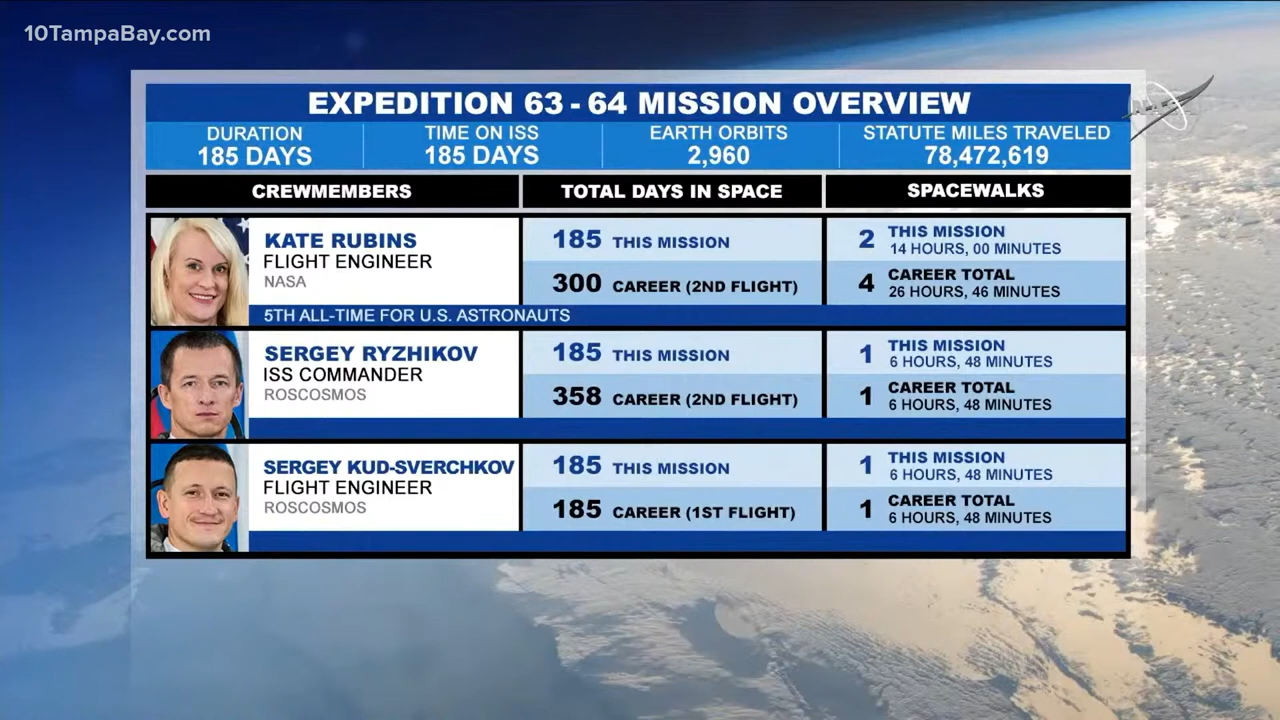 10TampaBay.com
EXPEDITION 63 - 64 MISSION OVERVIEW
DURATION
185 DAYS
TIME ON ISS
185 DAYS
EARTH ORBITS
2,960
STATUTE MILES TRAVELED
78,472,619
CREWMEMBERS
TOTAL DAYS IN SPACE
SPACEWALKS
KATE RUBINS
FLIGHT ENGINEER
NASA
185 THIS MISSION
300 CAREER (2ND FLIGHT)
2 THIS MISSION
14 HOURS, 00 MINUTES
4 CAREER TOTAL
26 HOURS, 46 MINUTES
5TH ALL-TIME FOR U.S. ASTRONAUTS
SERGEY RYZHIKOV
ISS COMMANDER
ROSCOSMOS
185 THIS MISSION
358 CAREER (2ND FLIGHT)
1 THIS MISSION
6 HOURS, 48 MINUTES
1 CAREER TOTAL
6 HOURS, 48 MINUTES
SERGEY KUD-SVERCHKOV
FLIGHT ENGINEER
ROSCOSMOS
185 THIS MISSION
185 CAREER (1ST FLIGHT)
1 THIS MISSION
6 HOURS, 48 MINUTES
1 CAREER TOTAL
6 HOURS, 48 MINUTES